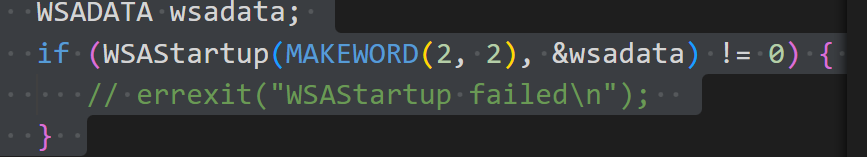 WSADATA wsadata;
if (WSAStartup(MAKEWORD(2, 2), &wsadata) != 0) {
// errexit("WSAStartup failed\n");
}